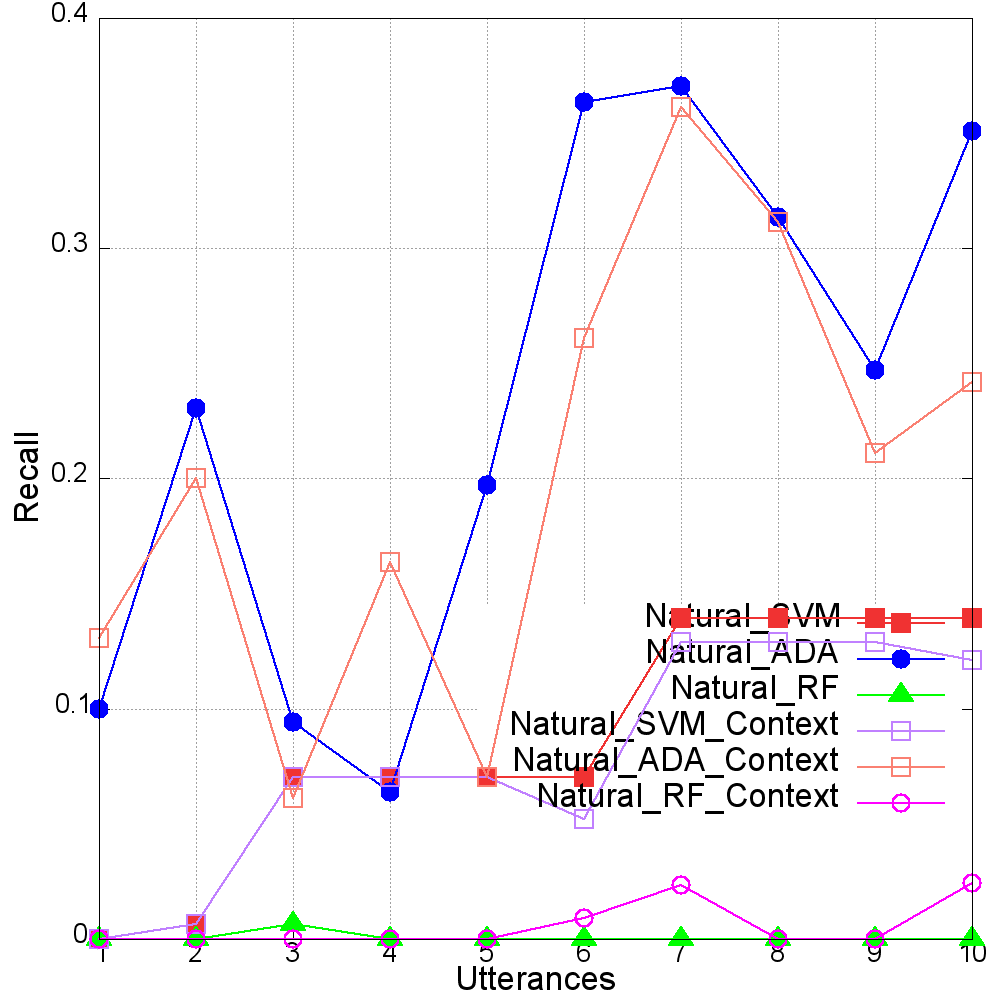 0.4
0.3
0.2
0.1
0
Recall
Natural_SVM
Natural_ADA
Natural_RF
Natural_SVM_Context
Natural_ADA_Context
Natural_RF_Context
1 2 3 4 5 6 7 8 9 10
Utterances